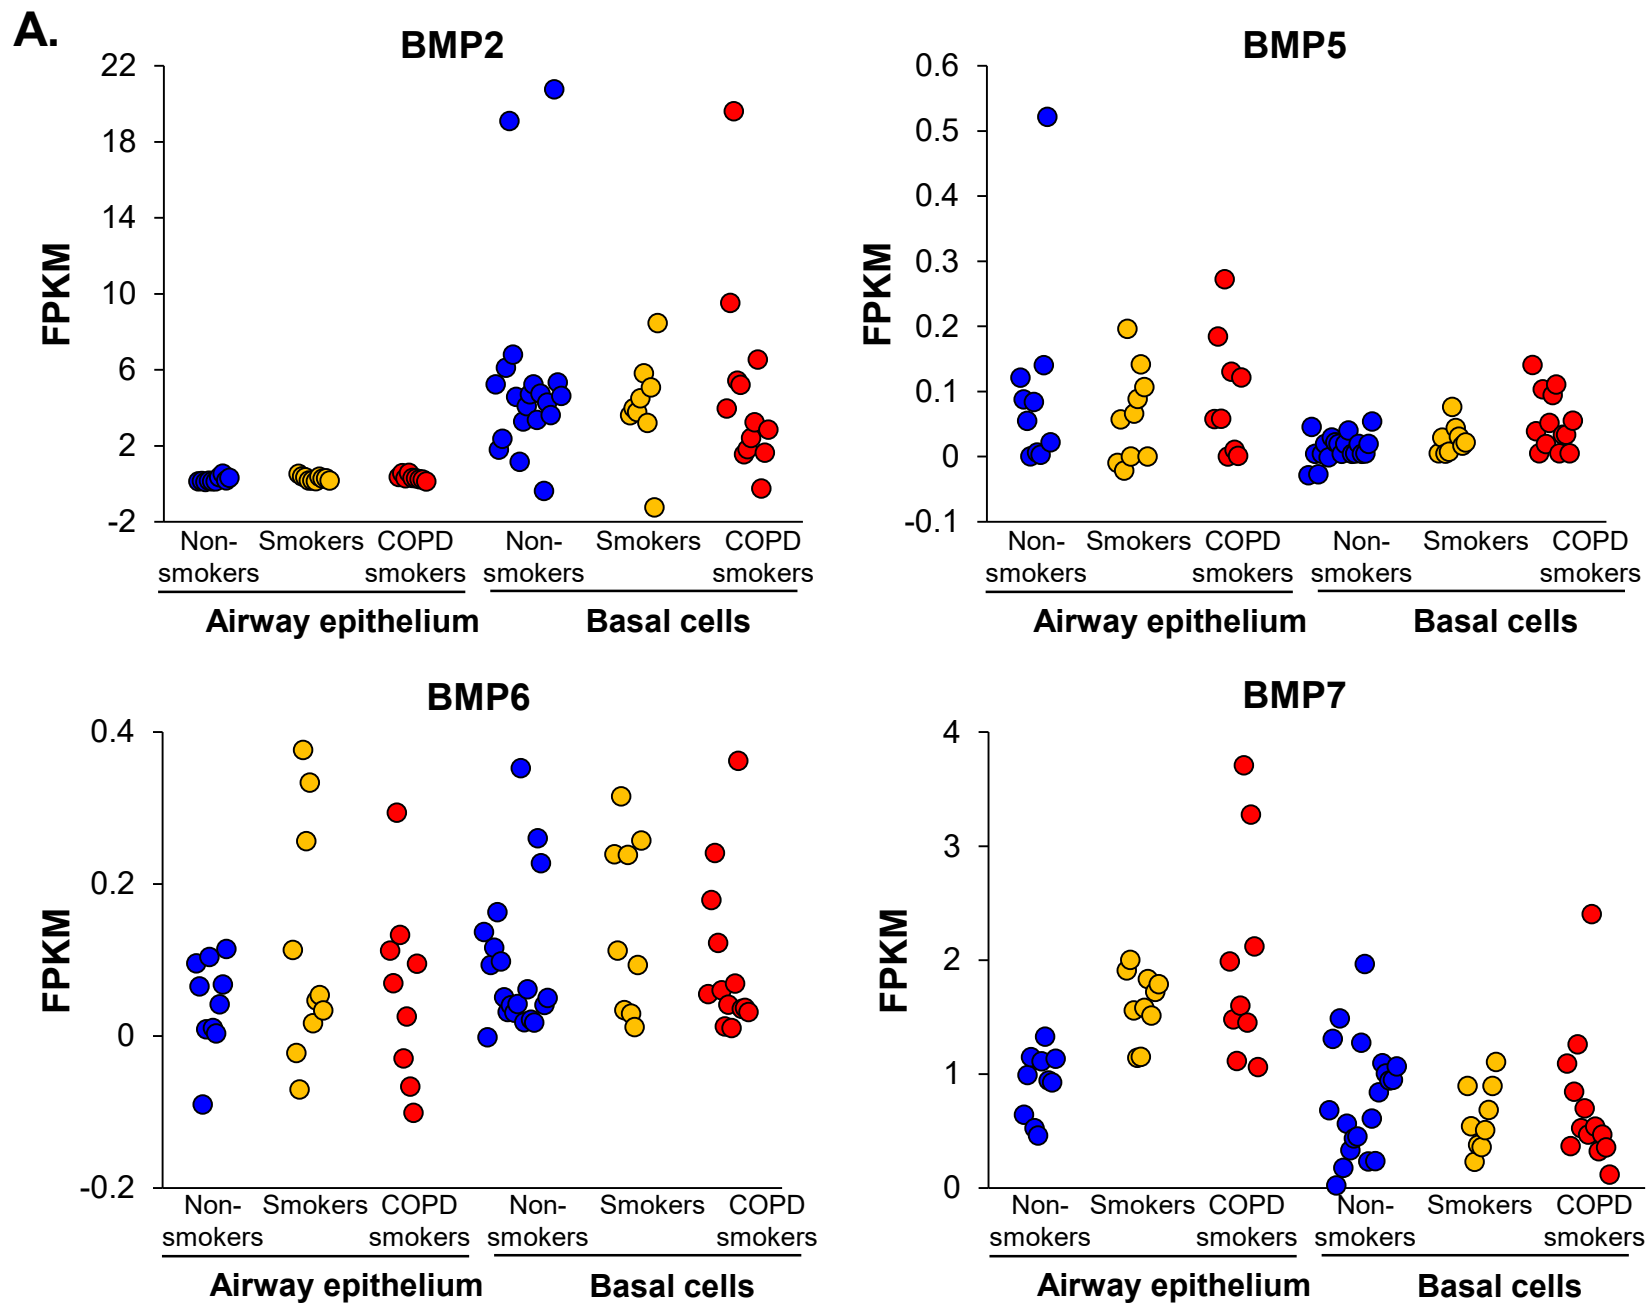 A.
BMP2
22
18
14
10
6
2
-2
FPKM
Non-smokers
Smokers
COPD smokers
Non-smokers
Smokers
COPD smokers
Airway epithelium
Basal cells
BMP5
0.6
0.5
0.4
0.3
0.2
0.1
0
-0.1
FPKM
Non-smokers
Smokers
COPD smokers
Non-smokers
Smokers
COPD smokers
Airway epithelium
Basal cells
BMP6
0.4
0.2
0
-0.2
FPKM
Non-smokers
Smokers
COPD smokers
Non-smokers
Smokers
COPD smokers
Airway epithelium
Basal cells
BMP7
4
3
2
1
0
FPKM
Non-smokers
Smokers
COPD smokers
Non-smokers
Smokers
COPD smokers
Airway epithelium
Basal cells